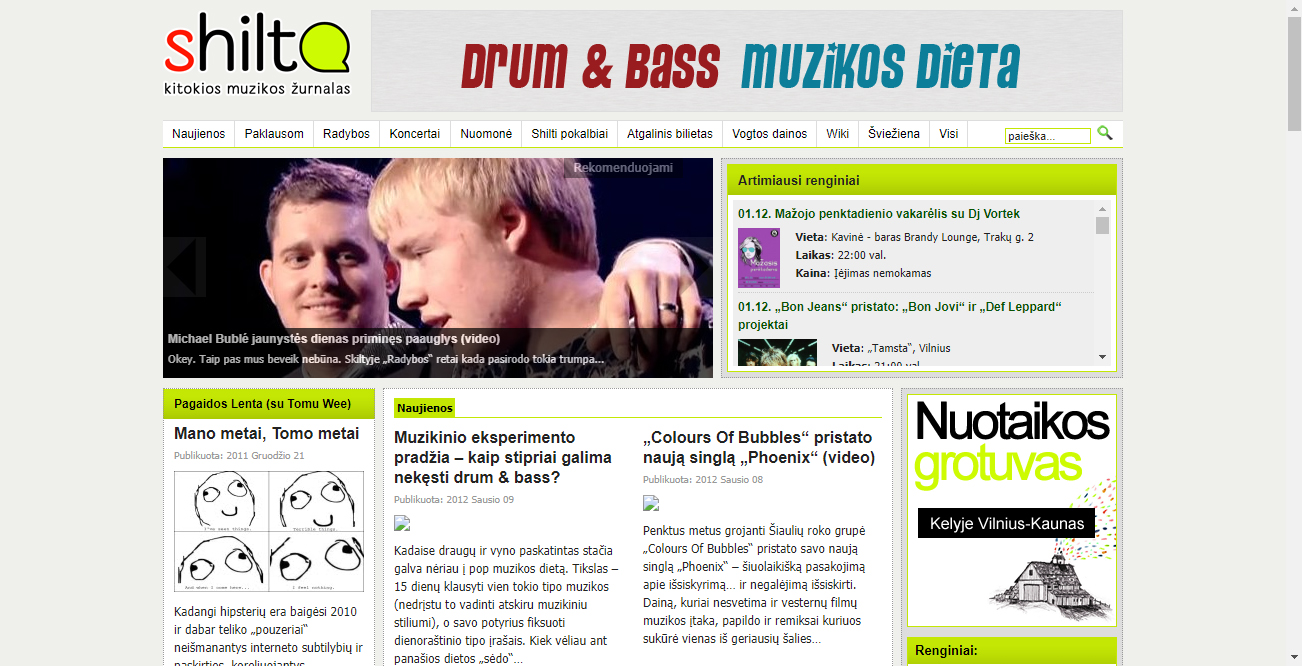 shilta
kitokios muzikos žurnalas
DRUM & BASS MUZIKOS DIETA
Naujienos Paklausom Radybos Koncertai Nuomonė Shilti pokalbiai Atgalinis bilietas Vogtos dainos Wiki Šviežiena Visi paieška...
Rekomenduojami
Michael Bublé jaunystės dienas priminęs paauglys (video)
Okey. Taip pas mus beveik nebūna. Skiltyje „Radybos“ retai kada pasirodo tokia trumpa...
Artimiausi renginiai
01.12. Mažojo penktadienio vakarėlis su Dj Vortek
Mažosis
penktadienis
Vieta: Kavinė - baras Brandy Lounge, Trakų g. 2
Laikas: 22:00 val.
Kaina: Įėjimas nemokamas
01.12. „Bon Jeans“ pristato: „Bon Jovi“ ir „Def Leppard“
projektai
Vieta: „Tamsta“, Vilnius
Laikas: 21:00 val.
Pagaidos Lenta (su Tomu Wee)
Mano metai, Tomo metai
Publikuota: 2011 Gruodžio 21
I've seen things.
Terrible things.
And when I come here...
I feel nothing.
Kadangi hipsterių era baigėsi 2010
ir dabar teliko „pouzeriai“
neišmanantys interneto subtilybių ir
paskirties, koreliuojantys
Naujienos
Muzikinio eksperimento
pradžia – kaip stipriai galima
nekęsti drum & bass?
Publikuota: 2012 Sausio 09
Kadaise draugų ir vyno paskatintas stačia
galva nėriau į pop muzikos dietą. Tikslas –
15 dienų klausyti vien tokio tipo muzikos
(nedrįstu to vadinti atskiru muzikiniu
stiliumi), o savo potyrius fiksuoti
dienoraštinio tipo įrašais. Kiek vėliau ant
panašios dietos „sėdo“...
„Colours Of Bubbles“ pristato
naują singlą „Phoenix“ (video)
Publikuota: 2012 Sausio 08
Penktus metus grojanti Šiaulių roko grupė
„Colours Of Bubbles“ pristato savo naują
singlą „Phoenix“ – šiuolaikišką pasakojimą
apie išsiskyrimą... ir negalėjimą išsiskirti.
Dainą, kuriai nesvetima ir vesternų filmų
muzikos įtaka, papildo ir remiksai kuriuos
sukūrė vienas iš geriausių šalies...
Nuotaikos
grotuvas
Kelyje Vilnius-Kaunas
Renginiai: